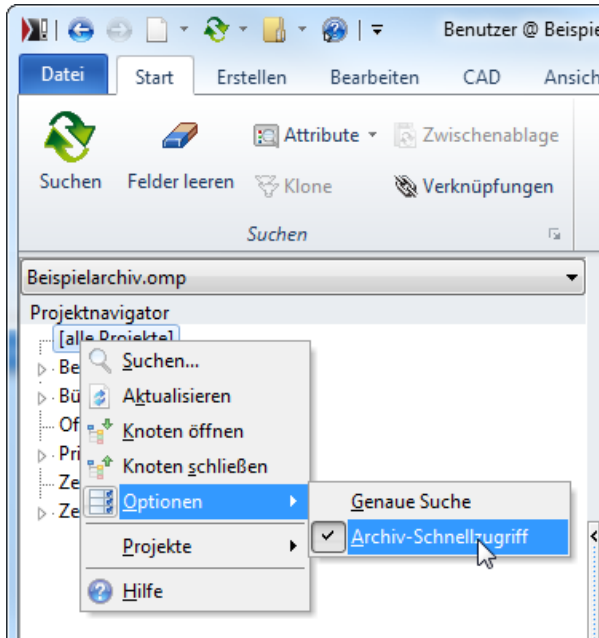 Benutzer @ Beispie
Datei Start Erstellen Bearbeiten CAD Ansich
Suchen Felder leeren Attribute Klone Zwischenablage Verknüpfungen
Suchen
Beispielarchiv.omp
Projektnavigator
[alle Projekte]
Be
Bü
Of
Pri
Ze
Ze
Suchen...
Aktualisieren
Knoten öffnen
Knoten schließen
Optionen
Projekte
Hilfe
Genaue Suche
Archiv-Schnellzugriff